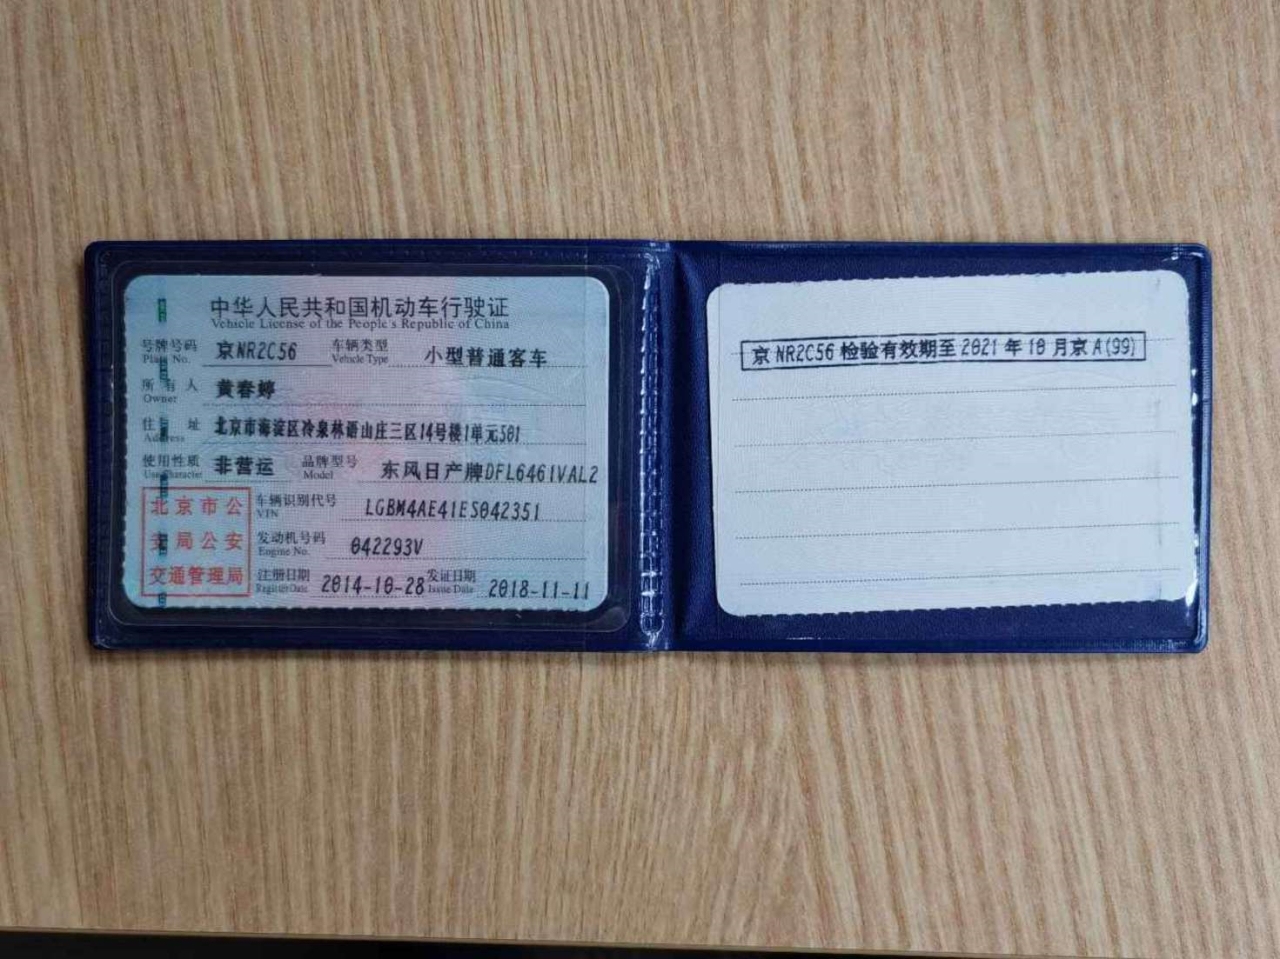 中华人民共和国机动车行驶证
Vehicle License of the People's Republic of China
号牌号码 京NR2C56 车辆类型 小型普通客车
Plate No. Vehicle Type
所有人 黄春婷
Owner
住址 北京市海淀区冷泉林语山庄三区14号楼1单元501
Address
使用性质 非营运 品牌型号 东风日产牌DFL6461VAL2
Use Character Model
北京市公
安局公安
交通管理局
车辆识别代号 LGBM4AE41ES042351
VIN
发动机号码 042293V
Engine No.
注册日期 2014-10-28 发证日期 2018-11-11
Register Date Issue Date
京NR2C56检验有效期至2021年10月京A(99)